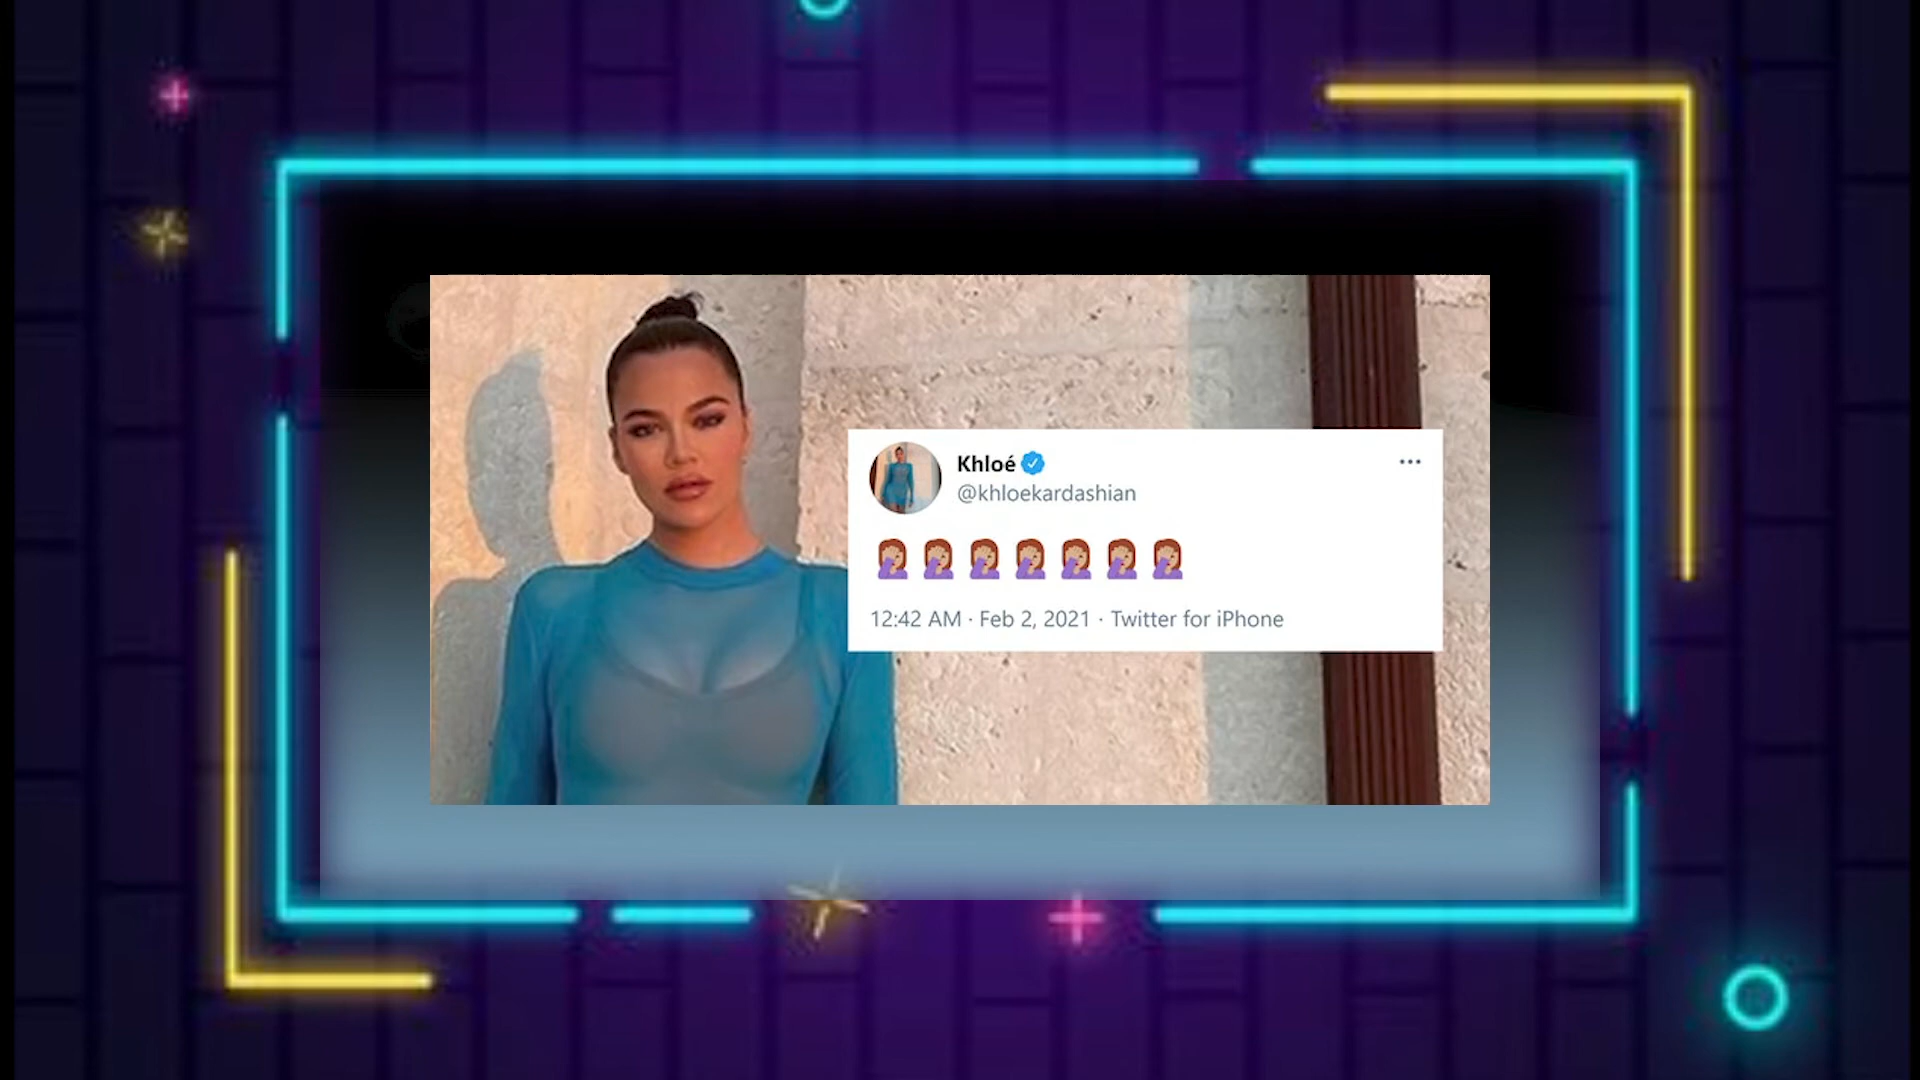 Khloé
@khloekardashian
🤦🏽‍♀️🤦🏽‍♀️🤦🏽‍♀️🤦🏽‍♀️🤦🏽‍♀️🤦🏽‍♀️🤦🏽‍♀️
12:42 AM · Feb 2, 2021 · Twitter for iPhone